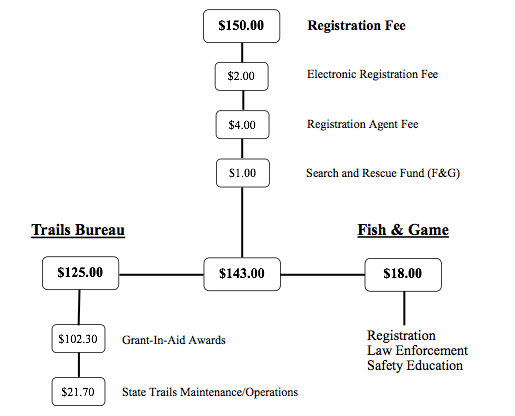 $150.00 Registration Fee
$2.00 Electronic Registration Fee
$4.00 Registration Agent Fee
$1.00 Search and Rescue Fund (F&G)
Trails Bureau Fish & Game
$125.00 $143.00 $18.00
$102.30 Grant-In-Aid Awards
Registration
Law Enforcement
Safety Education
$21.70 State Trails Maintenance/Operations